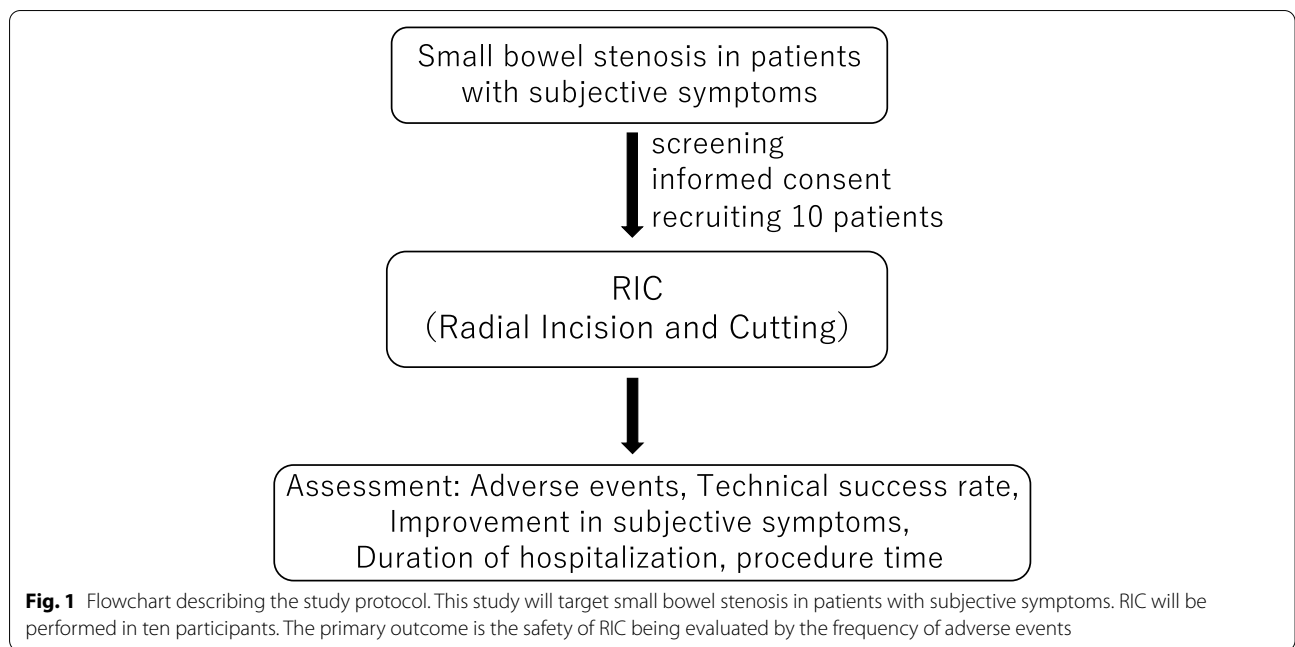 Small bowel stenosis in patients
with subjective symptoms
screening
informed consent
recruiting 10 patients
RIC
(Radial Incision and Cutting)
Assessment: Adverse events, Technical success rate,
Improvement in subjective symptoms,
Duration of hospitalization, procedure time
Fig. 1 Flowchart describing the study protocol. This study will target small bowel stenosis in patients with subjective symptoms. RIC will be
performed in ten participants. The primary outcome is the safety of RIC being evaluated by the frequency of adverse events